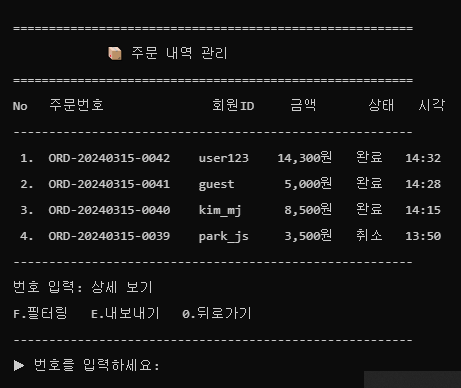 ========================================================
📦 주문 내역 관리
========================================================
No 주문번호 회원ID 금액 상태 시각
--------------------------------------------------------
1. ORD-20240315-0042 user123 14,300원 완료 14:32
2. ORD-20240315-0041 guest 5,000원 완료 14:28
3. ORD-20240315-0040 kim_mj 8,500원 완료 14:15
4. ORD-20240315-0039 park_js 3,500원 취소 13:50
--------------------------------------------------------
번호 입력: 상세 보기
F.필터링 E.내보내기 0.뒤로가기
--------------------------------------------------------
▶ 번호를 입력하세요: